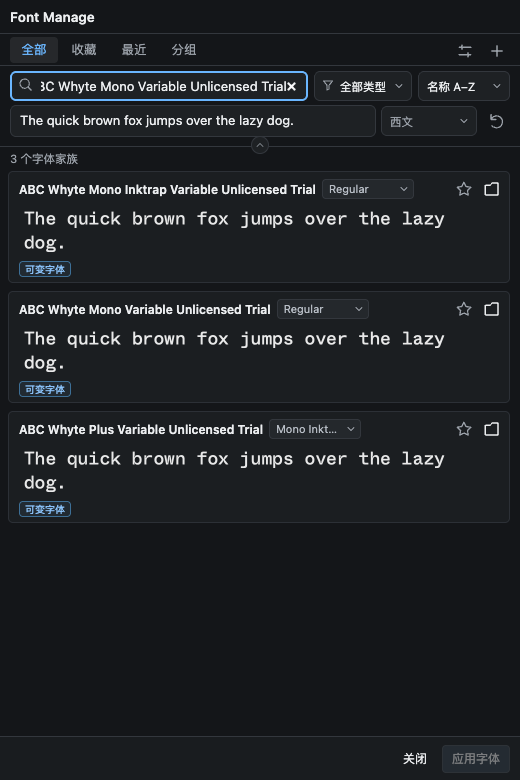 Font Manage
全部 收藏 最近 分组
BC Whyte Mono Variable Unlicensed Trial 全部类型 名称 A–Z
The quick brown fox jumps over the lazy dog. 西文
3 个字体家族
ABC Whyte Mono Inktrap Variable Unlicensed Trial Regular
The quick brown fox jumps over the lazy
dog.
可变字体
ABC Whyte Mono Variable Unlicensed Trial Regular
The quick brown fox jumps over the lazy
dog.
可变字体
ABC Whyte Plus Variable Unlicensed Trial Mono Inkt...
The quick brown fox jumps over the lazy
dog.
可变字体
关闭 应用字体